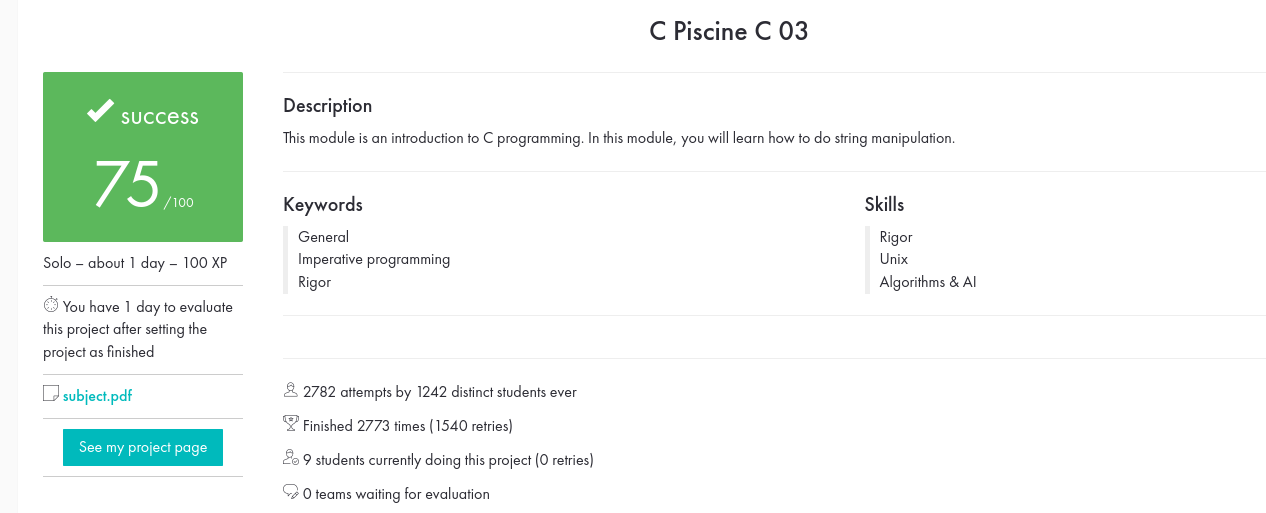 C Piscine C 03
success
75 /100
Solo – about 1 day – 100 XP
You have 1 day to evaluate
this project after setting the
project as finished
subject.pdf
See my project page
Description
This module is an introduction to C programming. In this module, you will learn how to do string manipulation.
Keywords
General
Imperative programming
Rigor
Skills
Rigor
Unix
Algorithms & AI
2782 attempts by 1242 distinct students ever
Finished 2773 times (1540 retries)
9 students currently doing this project (0 retries)
0 teams waiting for evaluation